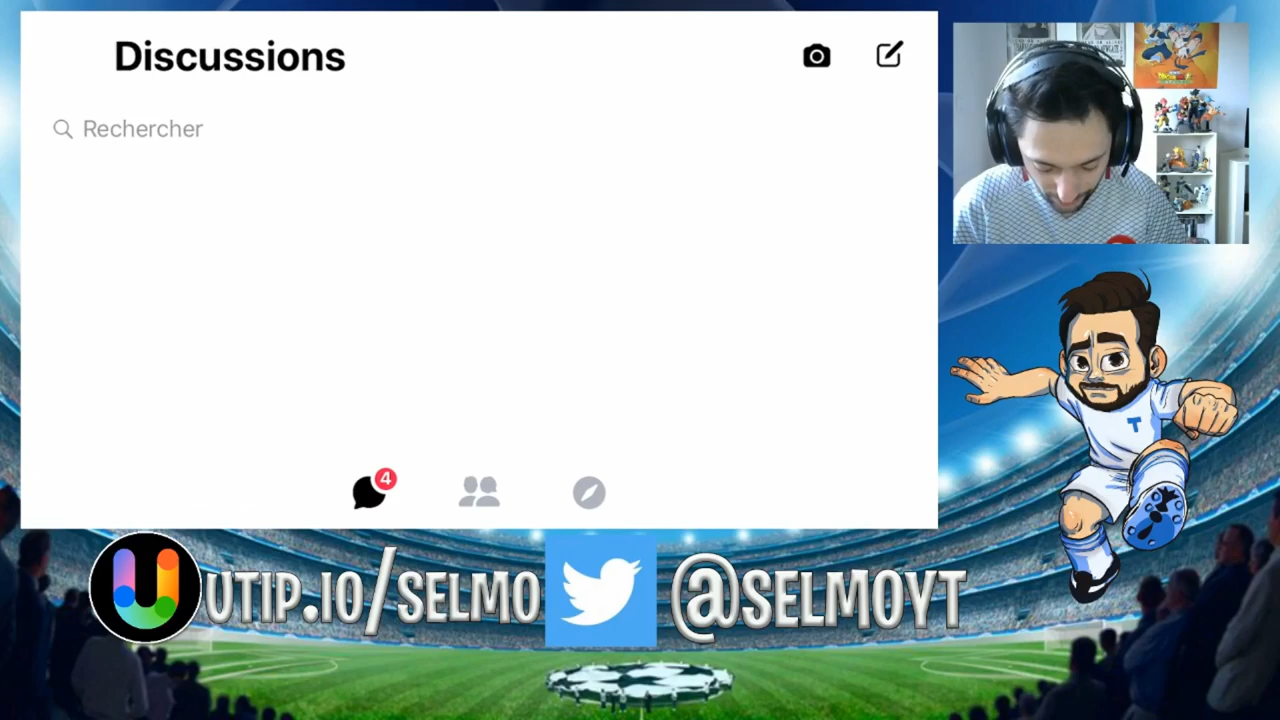 Discussions
Rechercher
4
UTIP.IO/SELMO
@SELMOYT
T